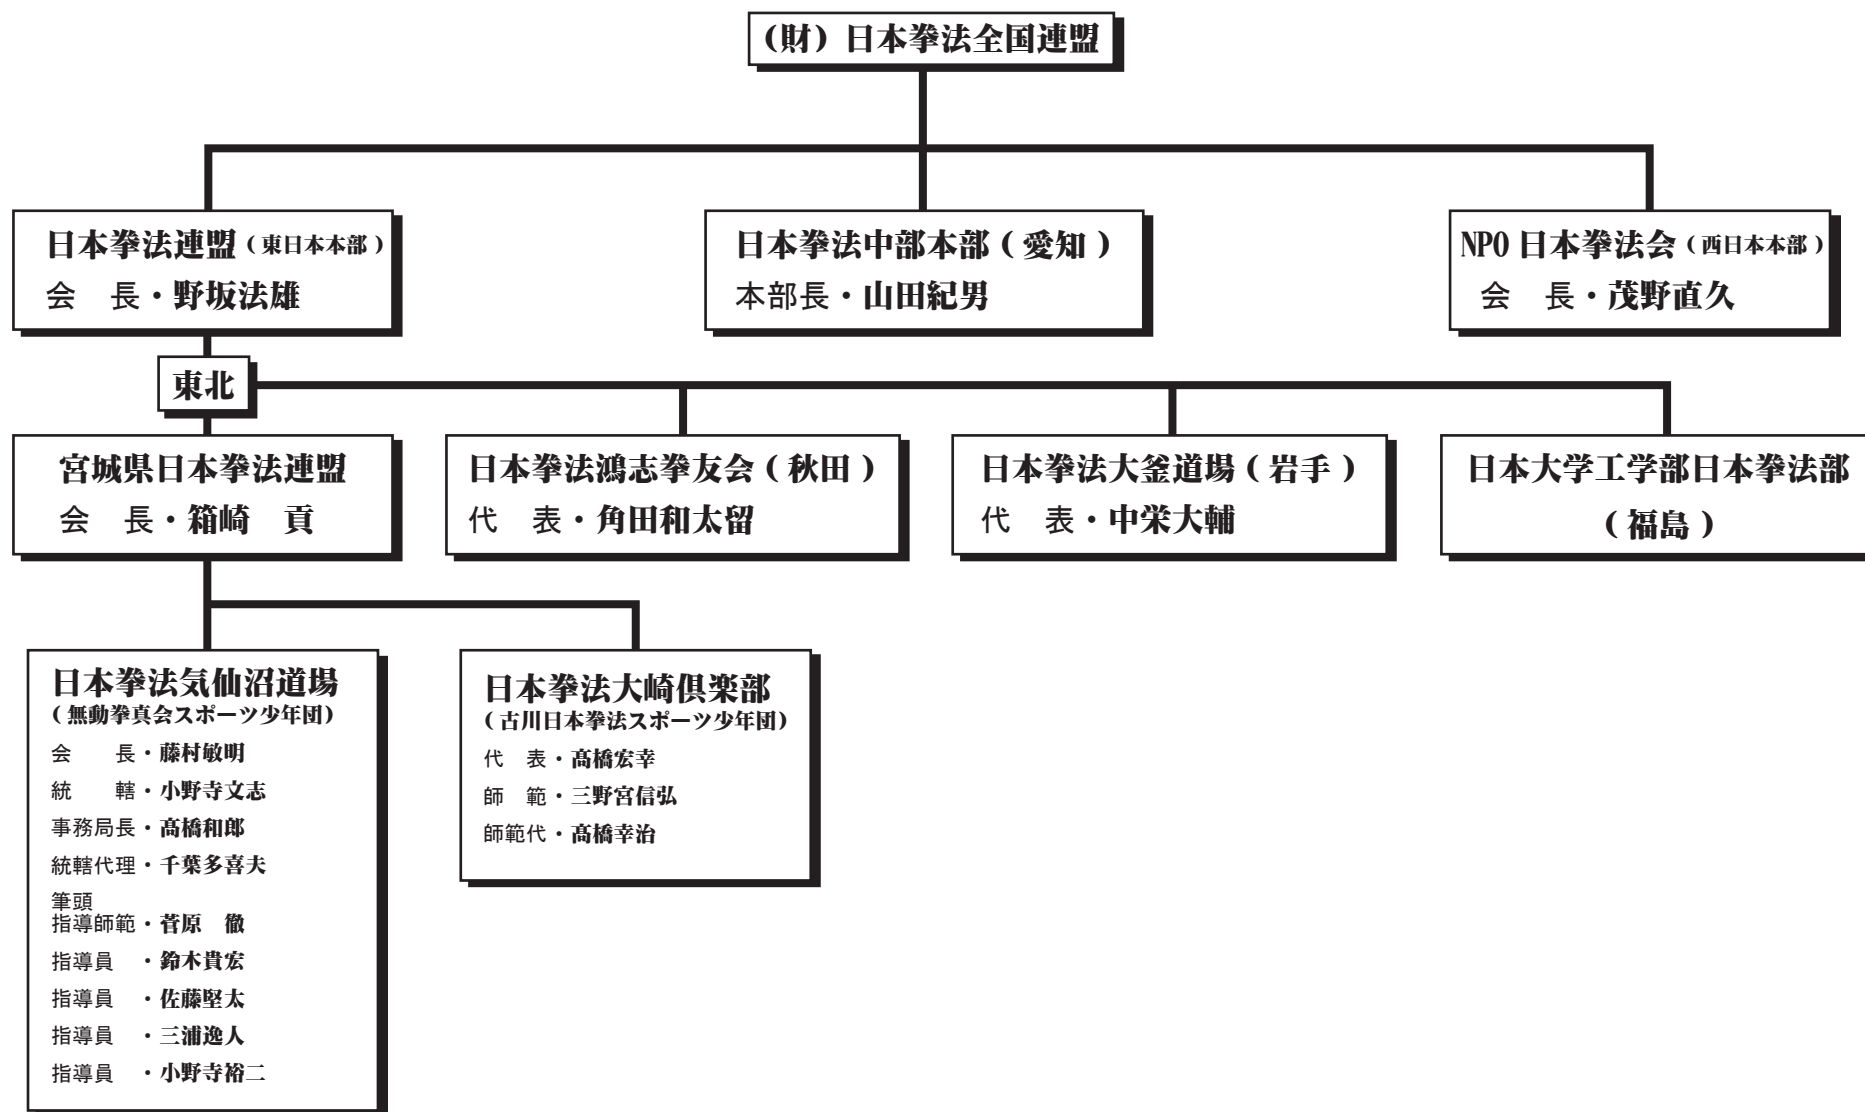 （財）日本拳法全国連盟
日本拳法連盟（東日本本部）
会　長・野坂法雄
日本拳法中部本部（愛知）
本部長・山田紀男
NPO 日本拳法会（西日本本部）
会　長・茂野直久
東北
宮城県日本拳法連盟
会　長・箱崎　貢
日本拳法鴻志拳友会（秋田）
代　表・角田和太留
日本拳法大釜道場（岩手）
代　表・中栄大輔
日本大学工学部日本拳法部
（福島）
日本拳法気仙沼道場
（無動拳真会スポーツ少年団）
会　　長・藤村敏明
統　　轄・小野寺文志
事務局長・高橋和郎
統轄代理・千葉多喜夫
筆頭
指導師範・菅原　徹
指導員　・鈴木貴宏
指導員　・佐藤堅太
指導員　・三浦逸人
指導員　・小野寺裕二
日本拳法大崎倶楽部
（古川日本拳法スポーツ少年団）
代　表・高橋宏幸
師　範・三野宮信弘
師範代・高橋幸治